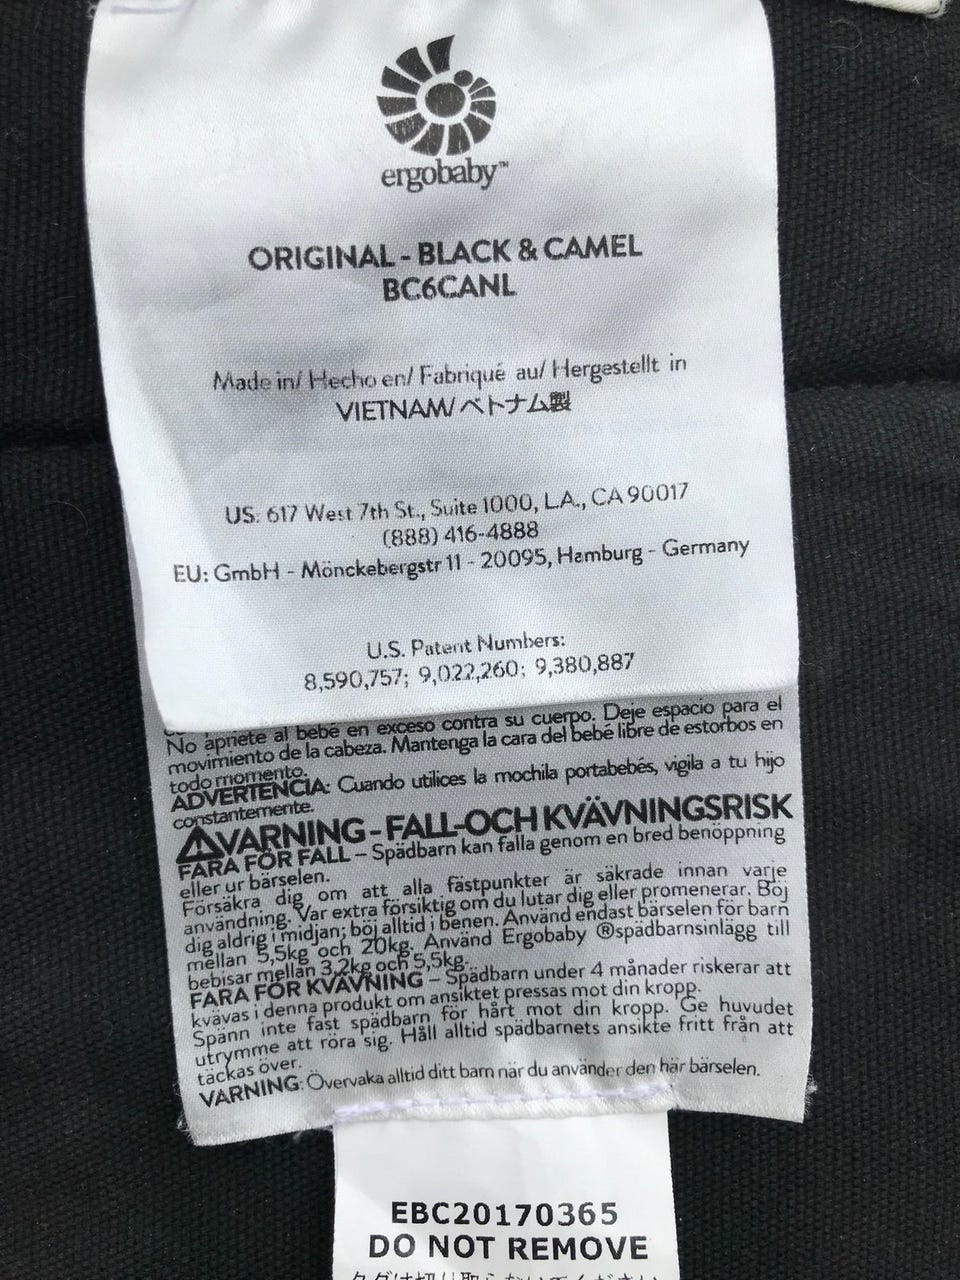 ergobaby™
ORIGINAL - BLACK & CAMEL
BC6CANL
Made in/ Hecho en/ Fabriqué au/ Hergestellt in
VIETNAM/ベトナム製
US: 617 West 7th St., Suite 1000, L.A., CA 90017
(888) 416-4888
EU: GmbH - Mönckebergstr 11 - 20095, Hamburg - Germany
U.S. Patent Numbers:
8,590,757; 9,022,260; 9,380,887
No apriete al bebé en exceso contra su cuerpo. Deje espacio para el
movimiento de la cabeza. Mantenga la cara del bebé libre de estorbos en
todo momento.
ADVERTENCIA: Cuando utilices la mochila portabebés, vigila a tu hijo
constantemente.
⚠VARNING - FALL-OCH KVÄVNINGSRISK
FARA FÖR FALL – Spädbarn kan falla genom en bred benöppning
eller ur bärselen.
Försäkra dig om att alla fästpunkter är säkrade innan varje
användning. Var extra försiktig om du lutar dig eller promenerar. Böj
dig aldrig i midjan; böj alltid i benen. Använd endast bärselen för barn
mellan 5,5kg och 20kg. Använd Ergobaby ®spädbarnsinlägg till
bebisar mellan 3,2kg och 5,5kg.
FARA FÖR KVÄVNING – Spädbarn under 4 månader riskerar att
kvävas i denna produkt om ansiktet pressas mot din kropp.
Spänn inte fast spädbarn för hårt mot din kropp. Ge huvudet
utrymme att röra sig. Håll alltid spädbarnets ansikte fritt från att
täckas över.
VARNING: Övervaka alltid ditt barn när du använder den här bärselen.
EBC20170365
DO NOT REMOVE